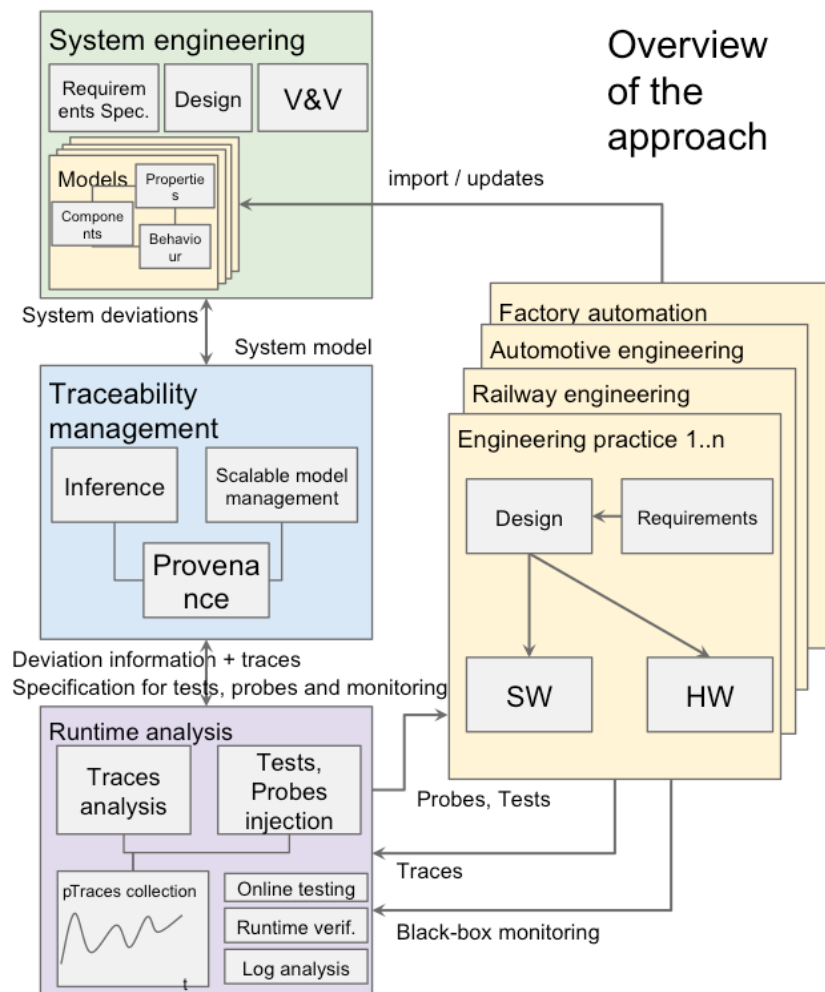 System engineering
Overview
of the
approach
Requirem
ents Spec.
Design
V&V
Models
Propertie
s
Compone
nts
Behaviou
ur
import / updates
System deviations
System model
Factory automation
Automotive engineering
Railway engineering
Engineering practice 1..n
Design
Requirements
SW
HW
Traceability
management
Inference
Scalable model
management
Provena
nce
Deviation information + traces
Specification for tests, probes and monitoring
Runtime analysis
Traces
analysis
Tests,
Probes
injection
Probes, Tests
Traces
Black-box monitoring
pTraces collection
t
Online testing
Runtime verif.
Log analysis